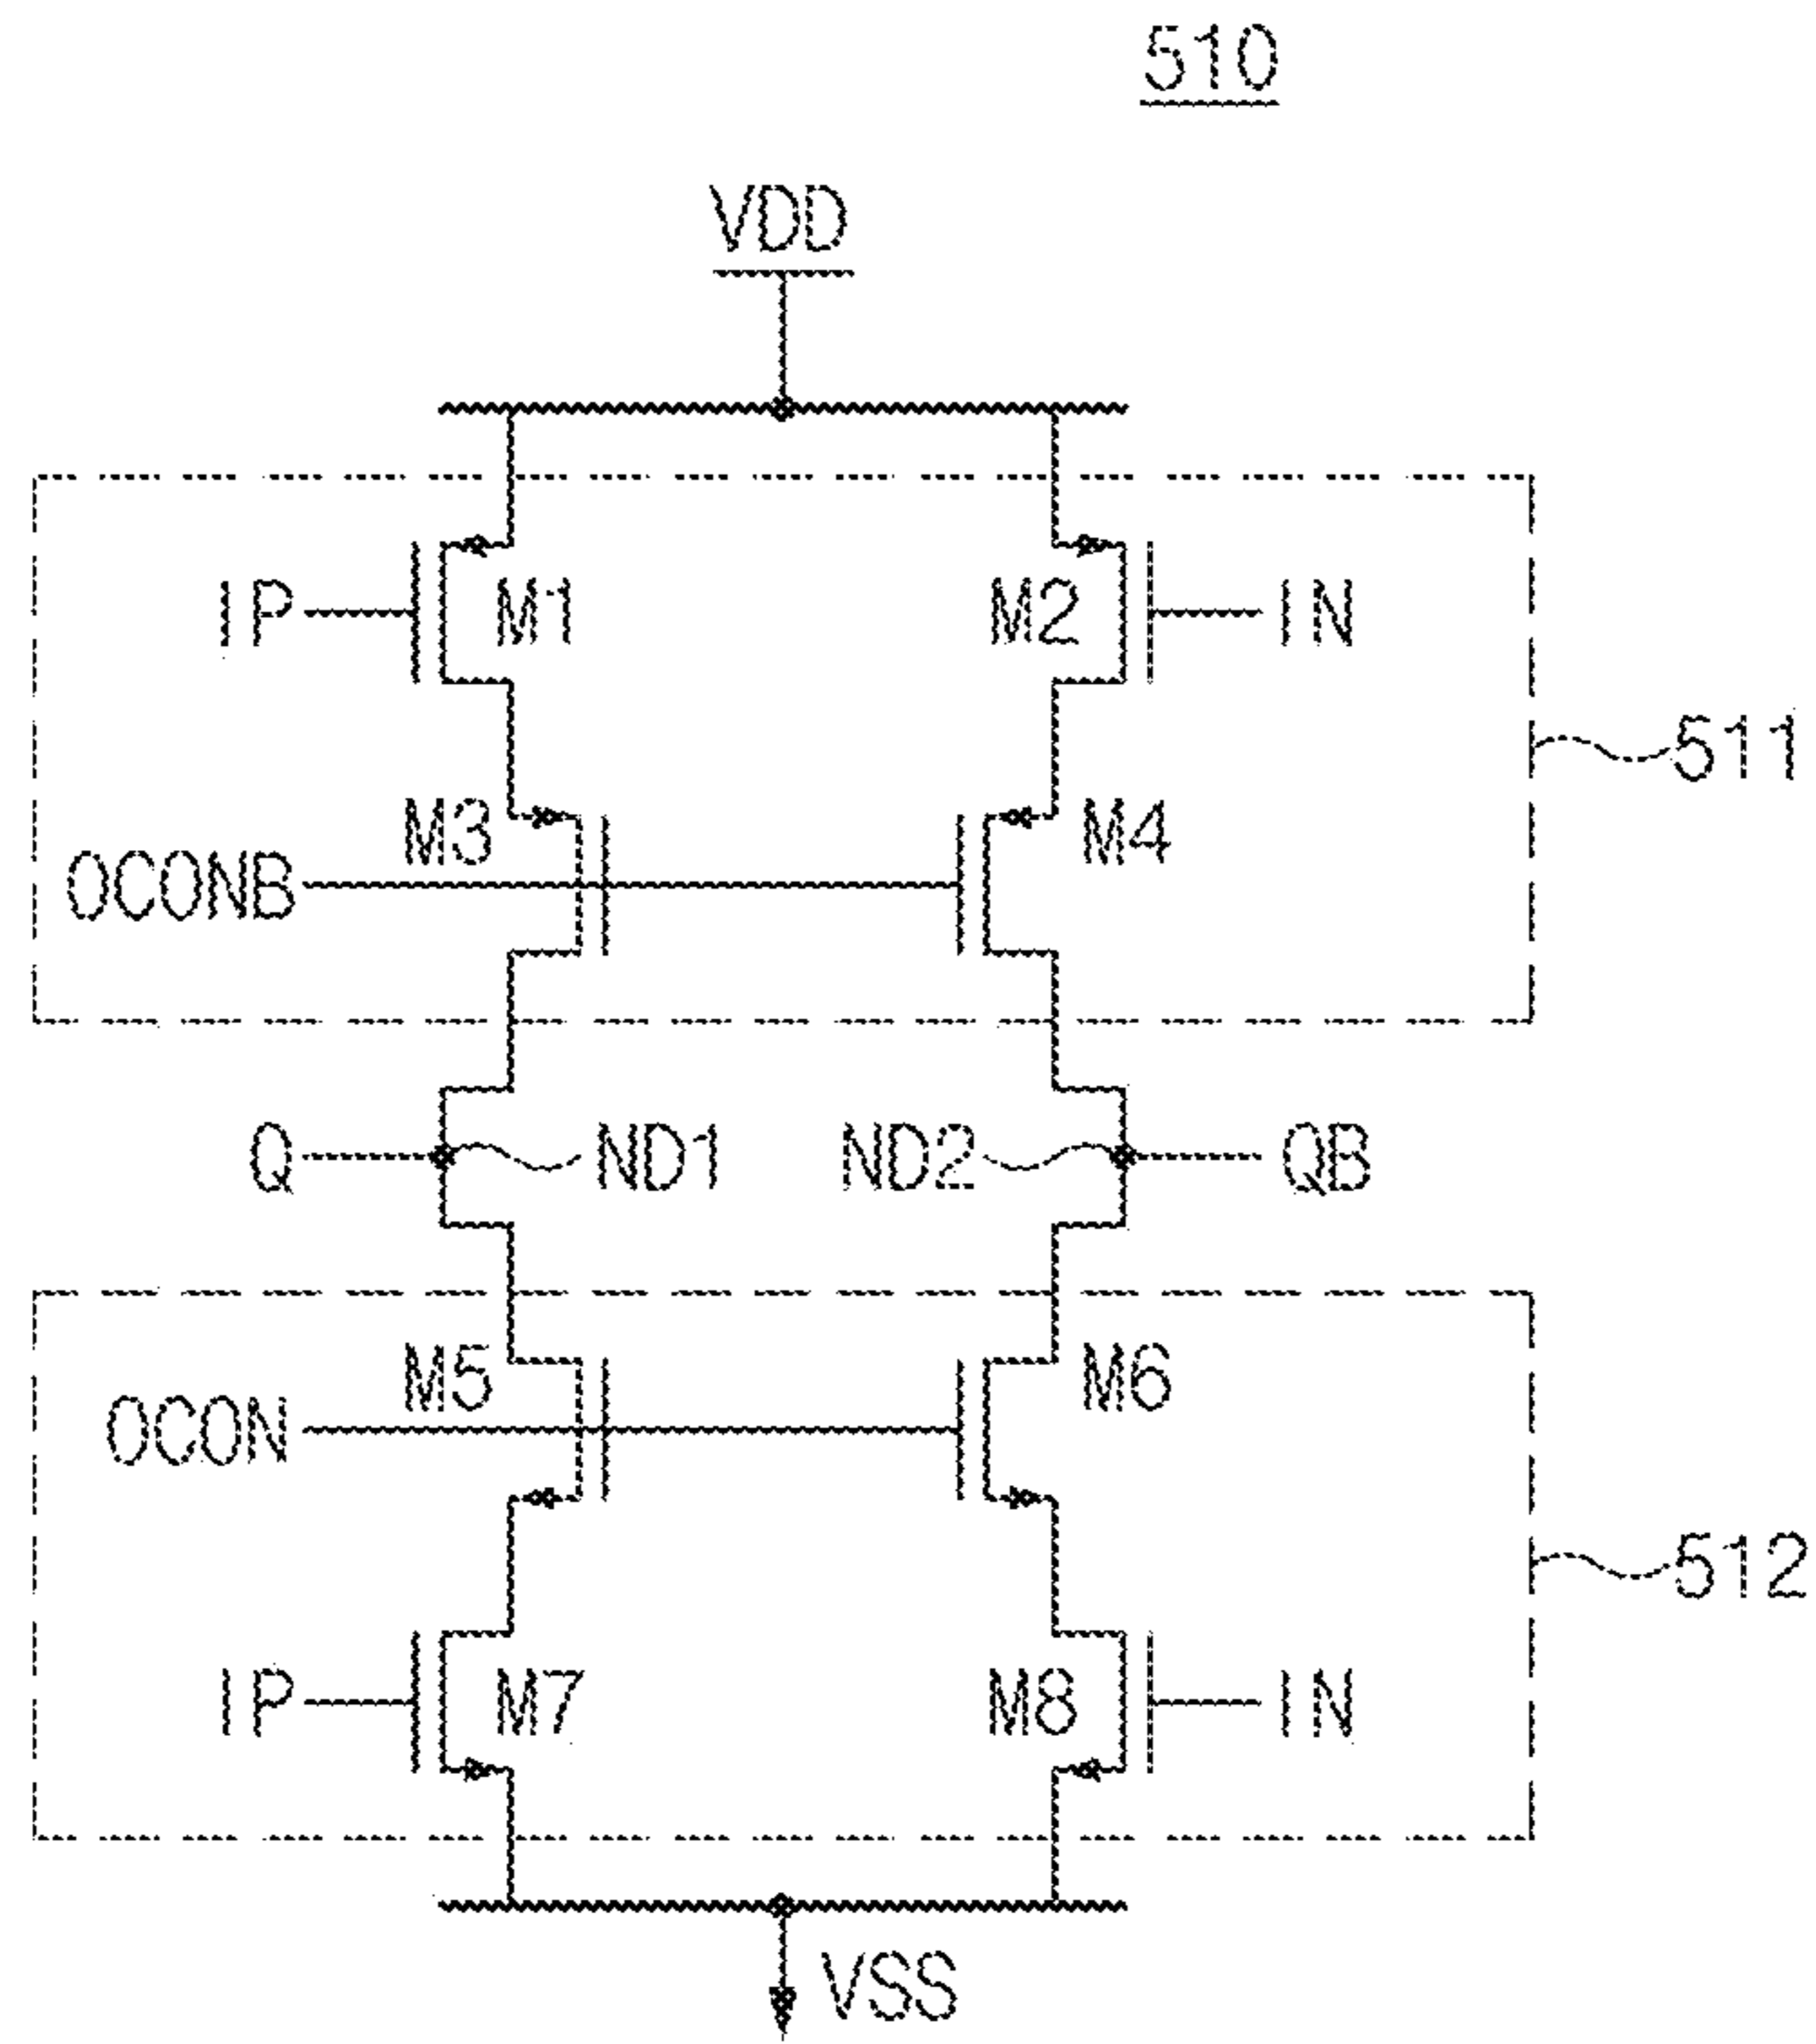 510
VDD
IP M1 M2 IN
511
M3 M4
OCONB
Q ND1 ND2 QB
M5 M6
OCON
512
IP M7 M8 IN
VSS